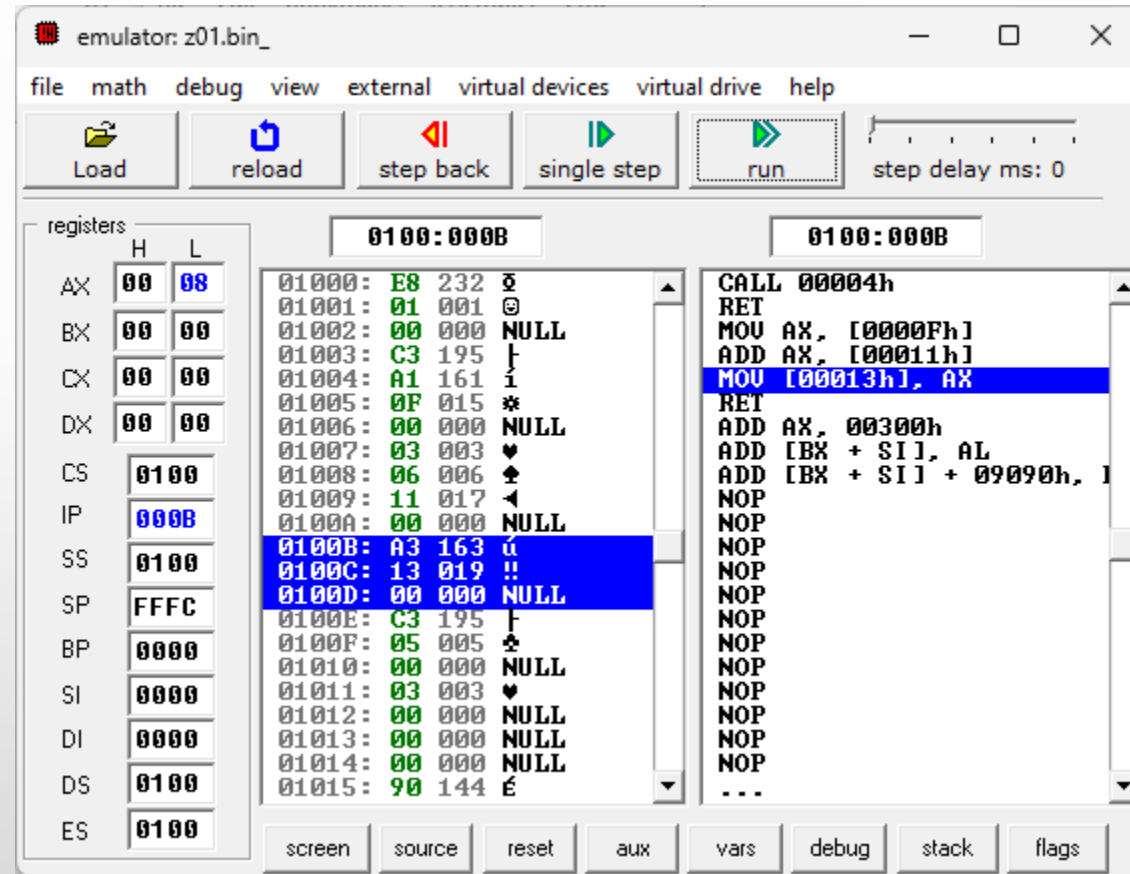 emulator: z01.bin_
file math debug view external virtual devices virtual drive help
Load reload step back single step run step delay ms: 0
registers
H L
0100:000B 0100:000B
AX 00 08
BX 00 00
CX 00 00
DX 00 00
CS 0100
IP 000B
SS 0100
SP FFFC
BP 0000
SI 0000
DI 0000
DS 0100
ES 0100
01000: E8 232 Φ
01001: 01 001 ☺
01002: 00 000 NULL
01003: C3 195 ├
01004: A1 161 í
01005: 0F 015 ☼
01006: 00 000 NULL
01007: 03 003 ♥
01008: 06 006 ♠
01009: 11 017 ◄
0100A: 00 000 NULL
0100B: A3 163 ú
0100C: 13 019 ‼
0100D: 00 000 NULL
0100E: C3 195 ├
0100F: 05 005 ♣
01010: 00 000 NULL
01011: 03 003 ♥
01012: 00 000 NULL
01013: 00 000 NULL
01014: 00 000 NULL
01015: 90 144 É
CALL 00004h
RET
MOV AX, [0000Fh]
ADD AX, [00011h]
MOV [00013h], AX
RET
ADD AX, 00300h
ADD [BX + SI], AL
ADD [BX + SI] + 09090h,
NOP
NOP
NOP
NOP
NOP
NOP
NOP
NOP
NOP
NOP
NOP
NOP
...
screen source reset aux vars debug stack flags